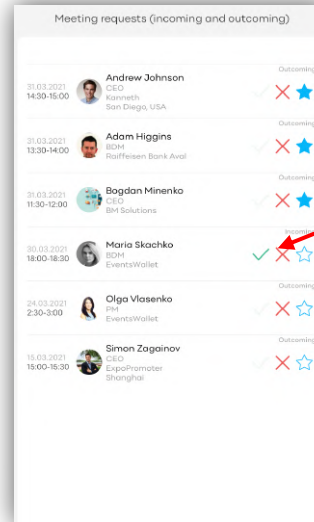 Meeting requests (incoming and outcoming)
Outcoming
31.03.2021
14:30-15:00
Andrew Johnson
CEO
Kanneth
San Diego, USA
Outcoming
31.03.2021
13:30-14:00
Adam Higgins
BDM
Raiffeisen Bank Aval
Outcoming
31.03.2021
11:30-12:00
Bogdan Minenko
CEO
BM Solutions
Incoming
30.03.2021
18:00-18:30
Maria Skachko
BDM
EventsWallet
Outcoming
24.03.2021
2:30-3:00
Olga Vlasenko
PM
EventsWallet
Outcoming
15.03.2021
15:00-15:30
Simon Zagainov
CEO
ExpoPromoter
Shanghai